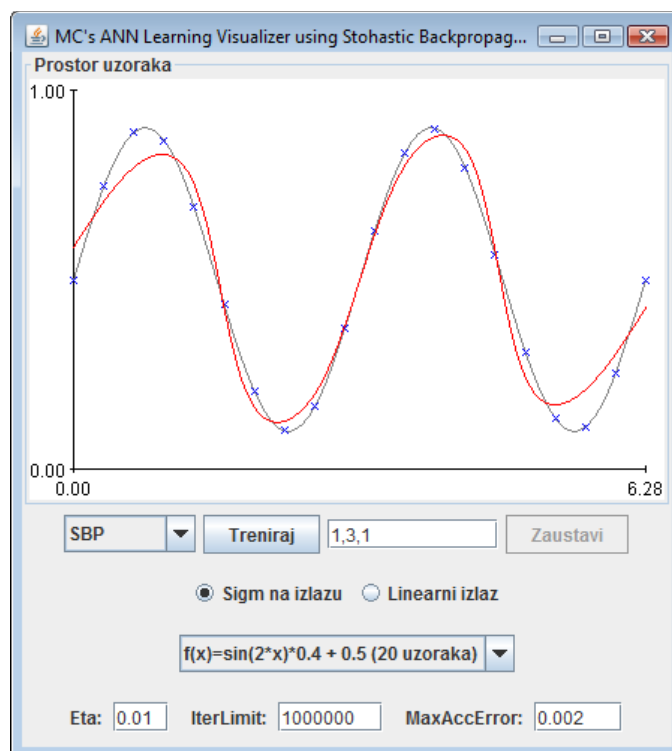 MC's ANN Learning Visualizer using Stohastic Backpropag...
Prostor uzoraka
1.00
0.00
0.00 6.28
SBP Treniraj 1,3,1 Zaustavi
Sigm na izlazu Linearni izlaz
f(x)=sin(2*x)*0.4 + 0.5 (20 uzoraka)
Eta: 0.01 IterLimit: 1000000 MaxAccError: 0.002